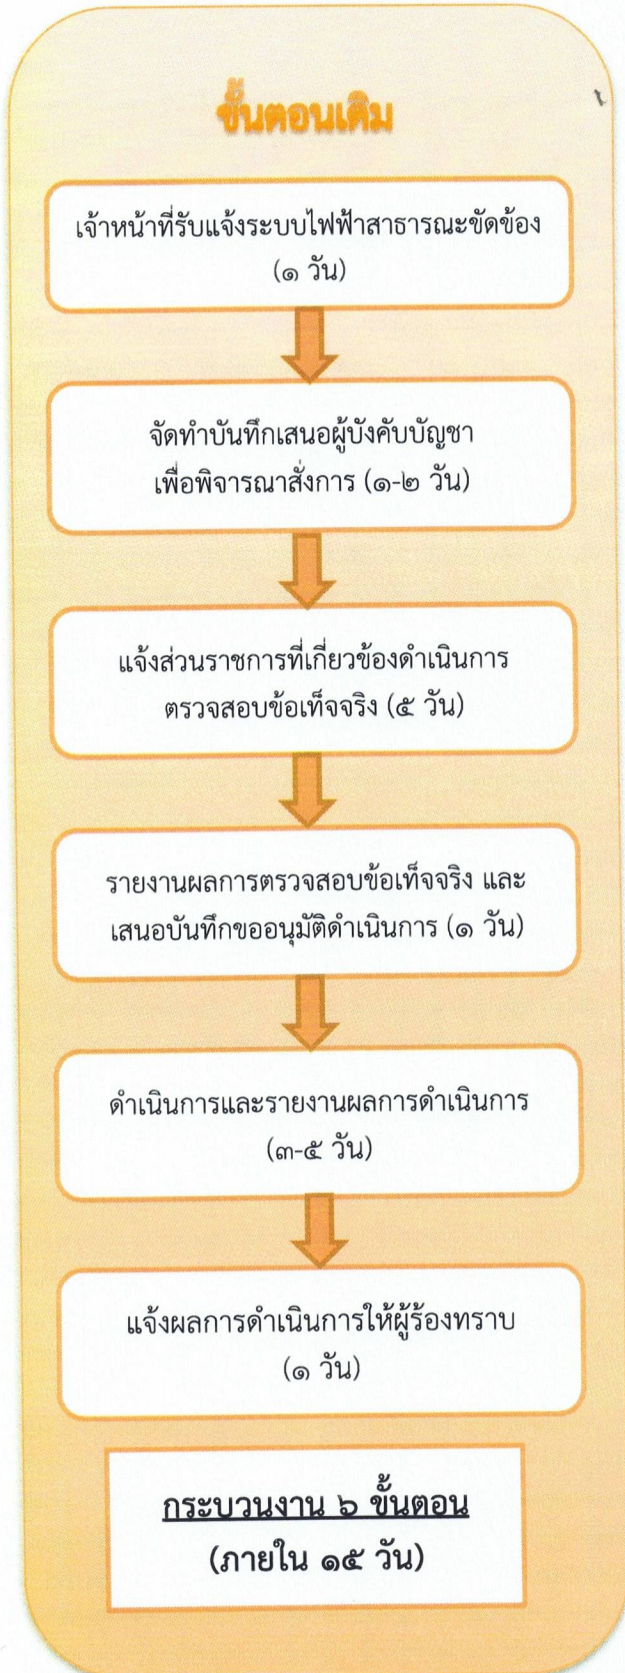 ขั้นตอนเดิม
เจ้าหน้าที่รับแจ้งระบบไฟฟ้าสาธารณะขัดข้อง
(๑ วัน)
จัดทำบันทึกเสนอผู้บังคับบัญชา
เพื่อพิจารณาสั่งการ (๑-๒ วัน)
แจ้งส่วนราชการที่เกี่ยวข้องดำเนินการ
ตรวจสอบข้อเท็จจริง (๕ วัน)
รายงานผลการตรวจสอบข้อเท็จจริง และ
เสนอบันทึกขออนุมัติดำเนินการ (๑ วัน)
ดำเนินการและรายงานผลการดำเนินการ
(๓-๕ วัน)
แจ้งผลการดำเนินการให้ผู้ร้องทราบ
(๑ วัน)
กระบวนงาน ๖ ขั้นตอน
(ภายใน ๑๕ วัน)